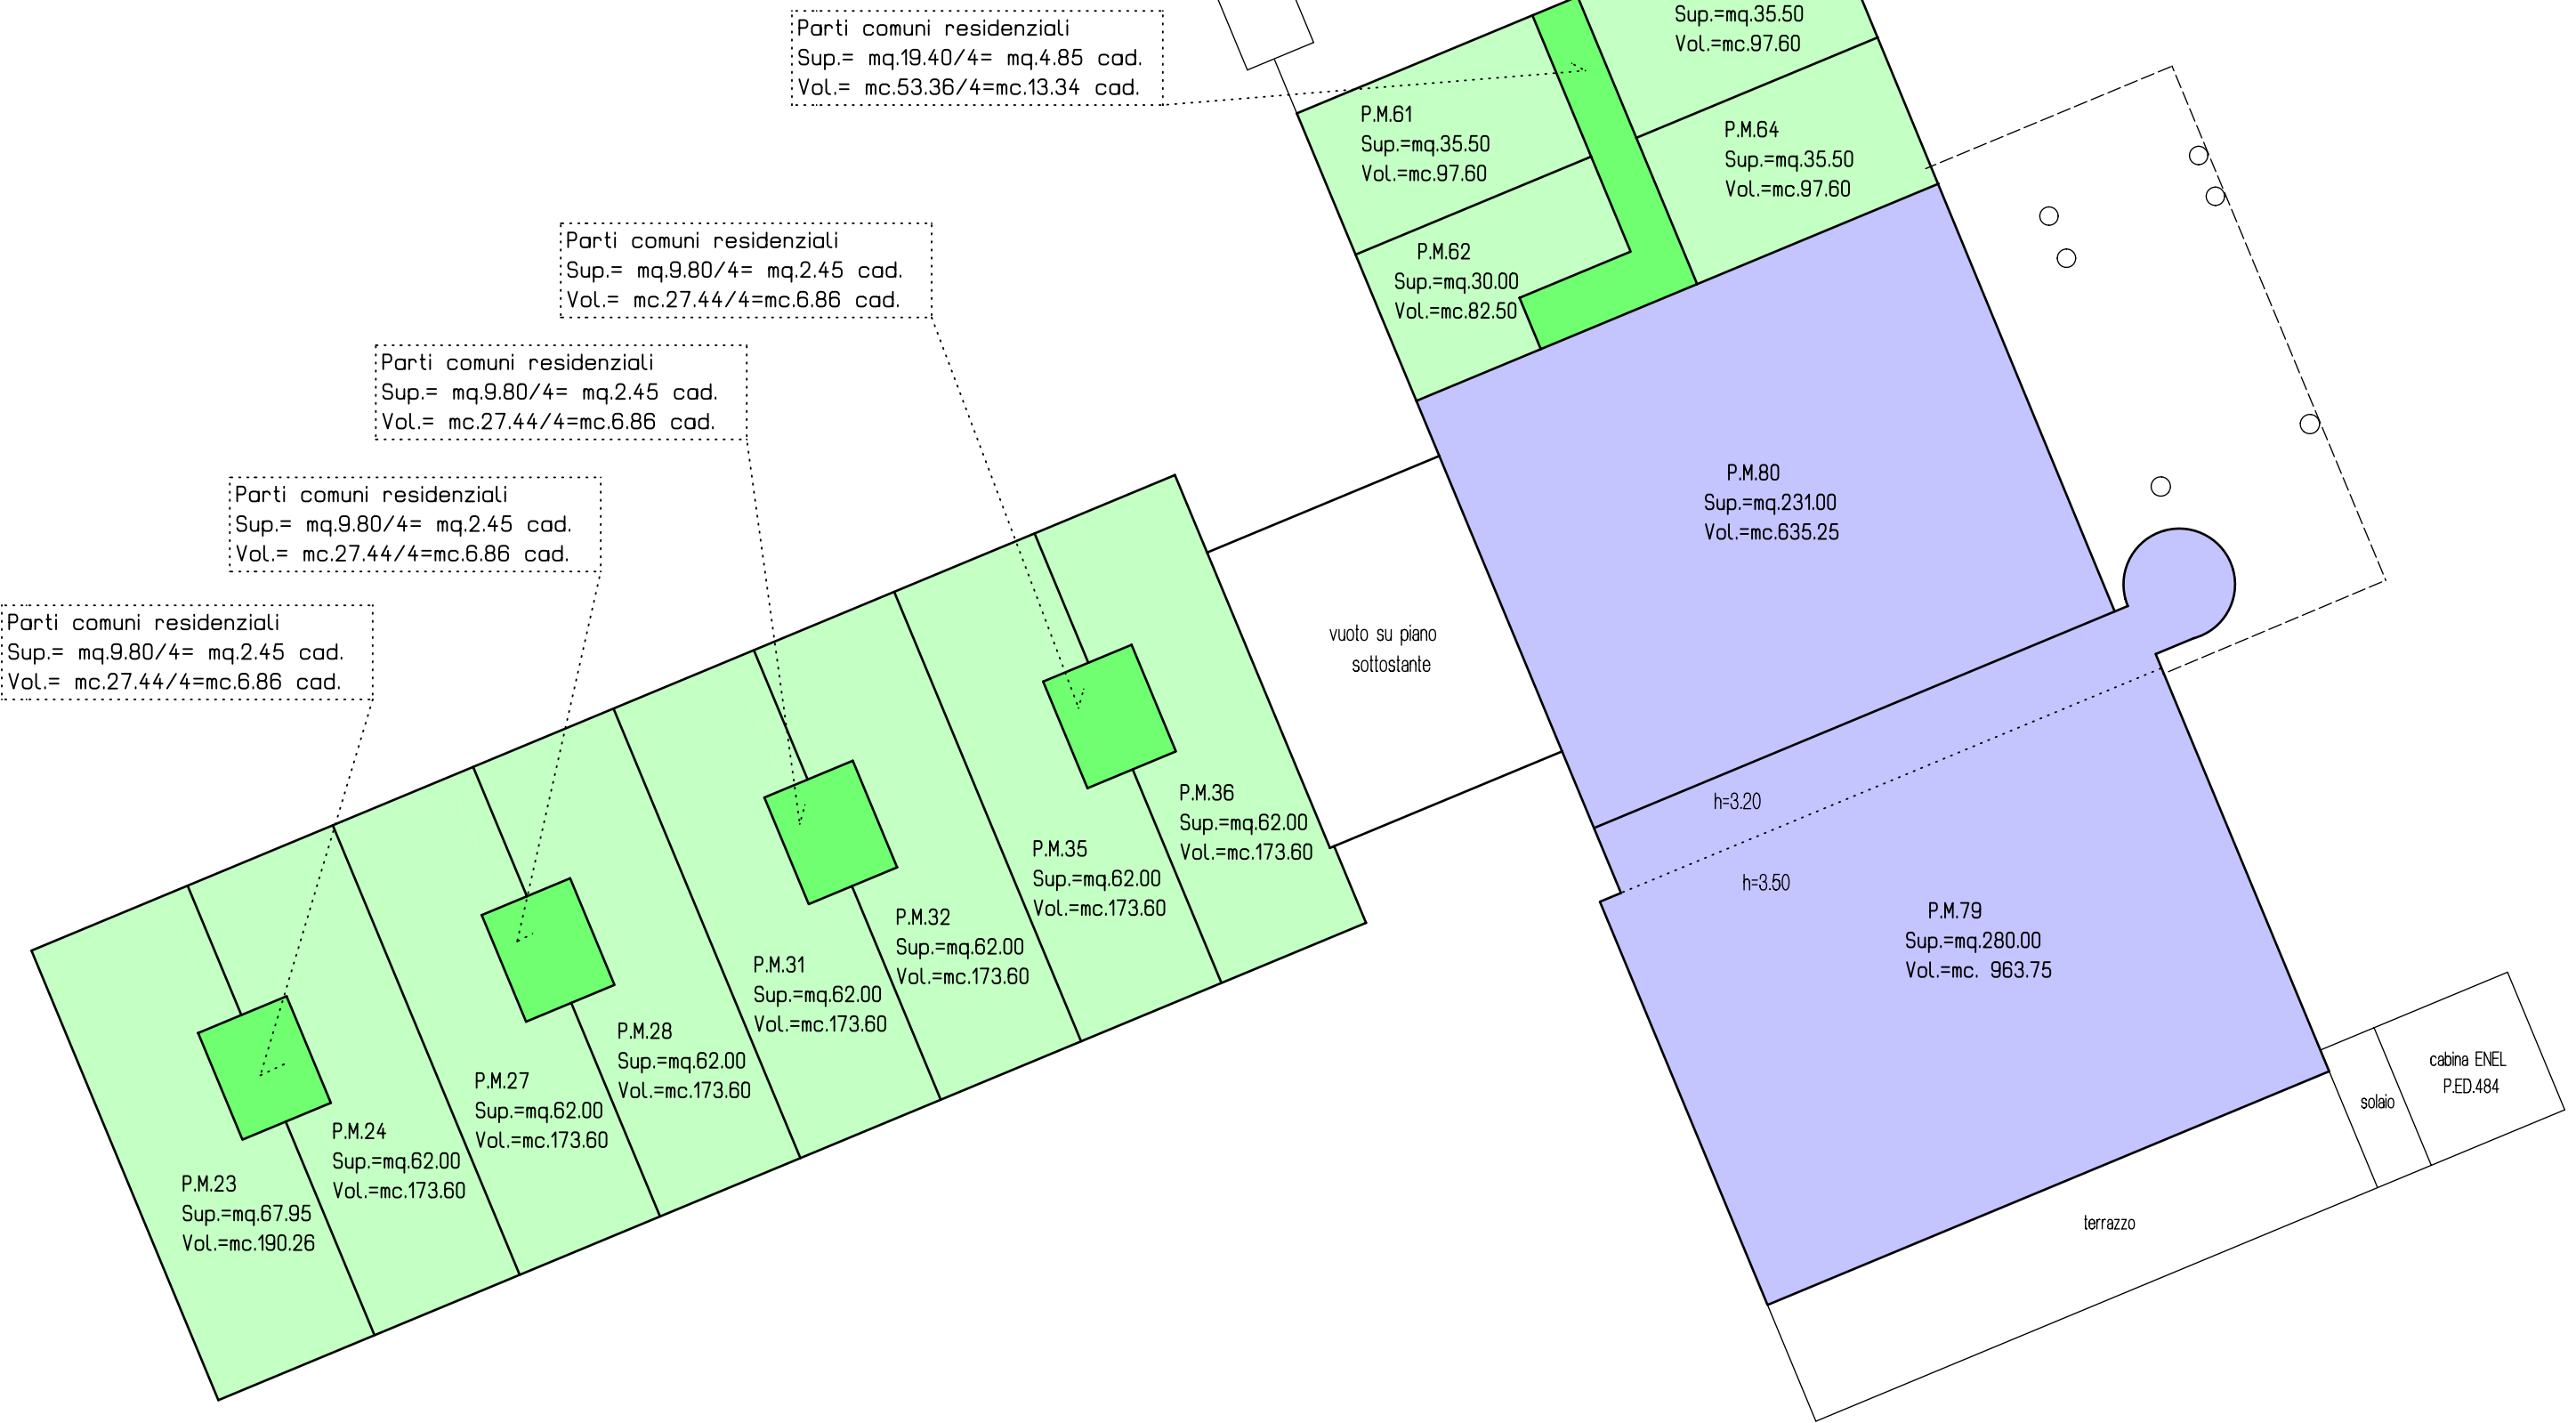 Parti comuni residenziali
Sup.= mq.19.40/4= mq.4.85 cad.
Vol.= mc.53.36/4=mc.13.34 cad.
Sup.=mq.35.50
Vol.=mc.97.60
P.M.61
Sup.=mq.35.50
Vol.=mc.97.60
P.M.64
Sup.=mq.35.50
Vol.=mc.97.60
P.M.62
Sup.=mq.30.00
Vol.=mc.82.50
Parti comuni residenziali
Sup.= mq.9.80/4= mq.2.45 cad.
Vol.= mc.27.44/4=mc.6.86 cad.
Parti comuni residenziali
Sup.= mq.9.80/4= mq.2.45 cad.
Vol.= mc.27.44/4=mc.6.86 cad.
Parti comuni residenziali
Sup.= mq.9.80/4= mq.2.45 cad.
Vol.= mc.27.44/4=mc.6.86 cad.
Parti comuni residenziali
Sup.= mq.9.80/4= mq.2.45 cad.
Vol.= mc.27.44/4=mc.6.86 cad.
P.M.80
Sup.=mq.231.00
Vol.=mc.635.25
vuoto su piano
sottostante
h=3.20
h=3.50
P.M.79
Sup.=mq.280.00
Vol.=mc. 963.75
P.M.36
Sup.=mq.62.00
Vol.=mc.173.60
P.M.35
Sup.=mq.62.00
Vol.=mc.173.60
P.M.32
Sup.=mq.62.00
Vol.=mc.173.60
P.M.31
Sup.=mq.62.00
Vol.=mc.173.60
P.M.28
Sup.=mq.62.00
Vol.=mc.173.60
P.M.27
Sup.=mq.62.00
Vol.=mc.173.60
P.M.24
Sup.=mq.62.00
Vol.=mc.173.60
P.M.23
Sup.=mq.67.95
Vol.=mc.190.26
cabina ENEL
P.ED.484
solaio
terrazzo